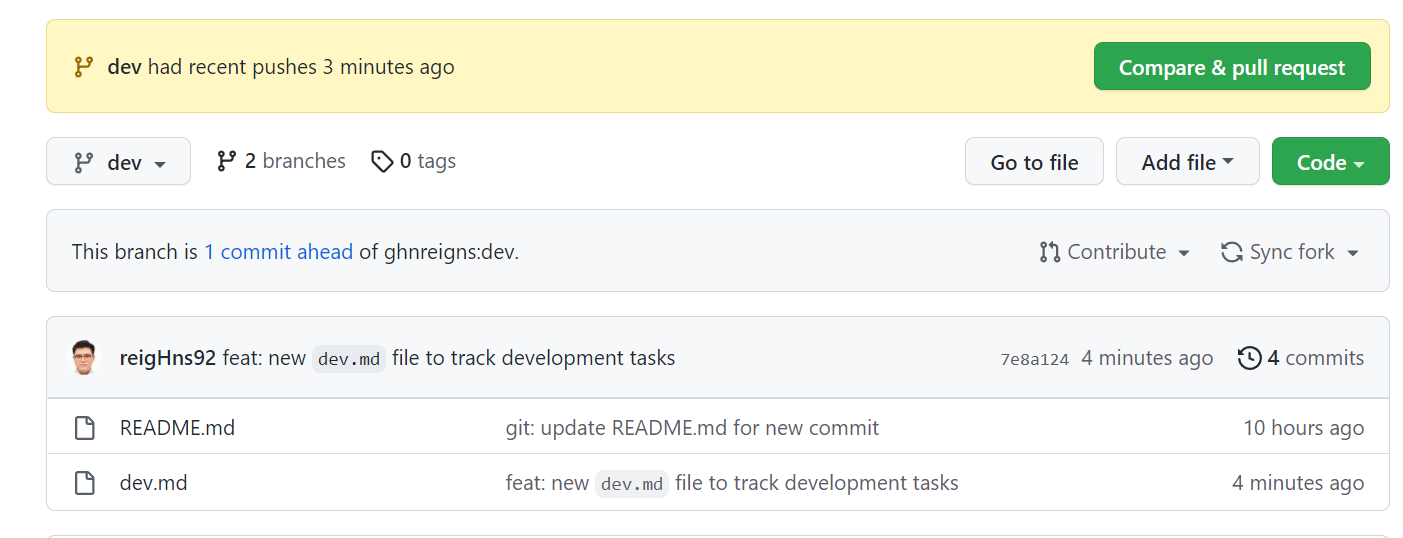 dev had recent pushes 3 minutes ago
Compare & pull request
dev
2 branches
0 tags
Go to file
Add file
Code
This branch is 1 commit ahead of ghnreigns:dev.
Contribute
Sync fork
reigHns92 feat: new dev.md file to track development tasks
7e8a124 4 minutes ago
4 commits
README.md
git: update README.md for new commit
10 hours ago
dev.md
feat: new dev.md file to track development tasks
4 minutes ago